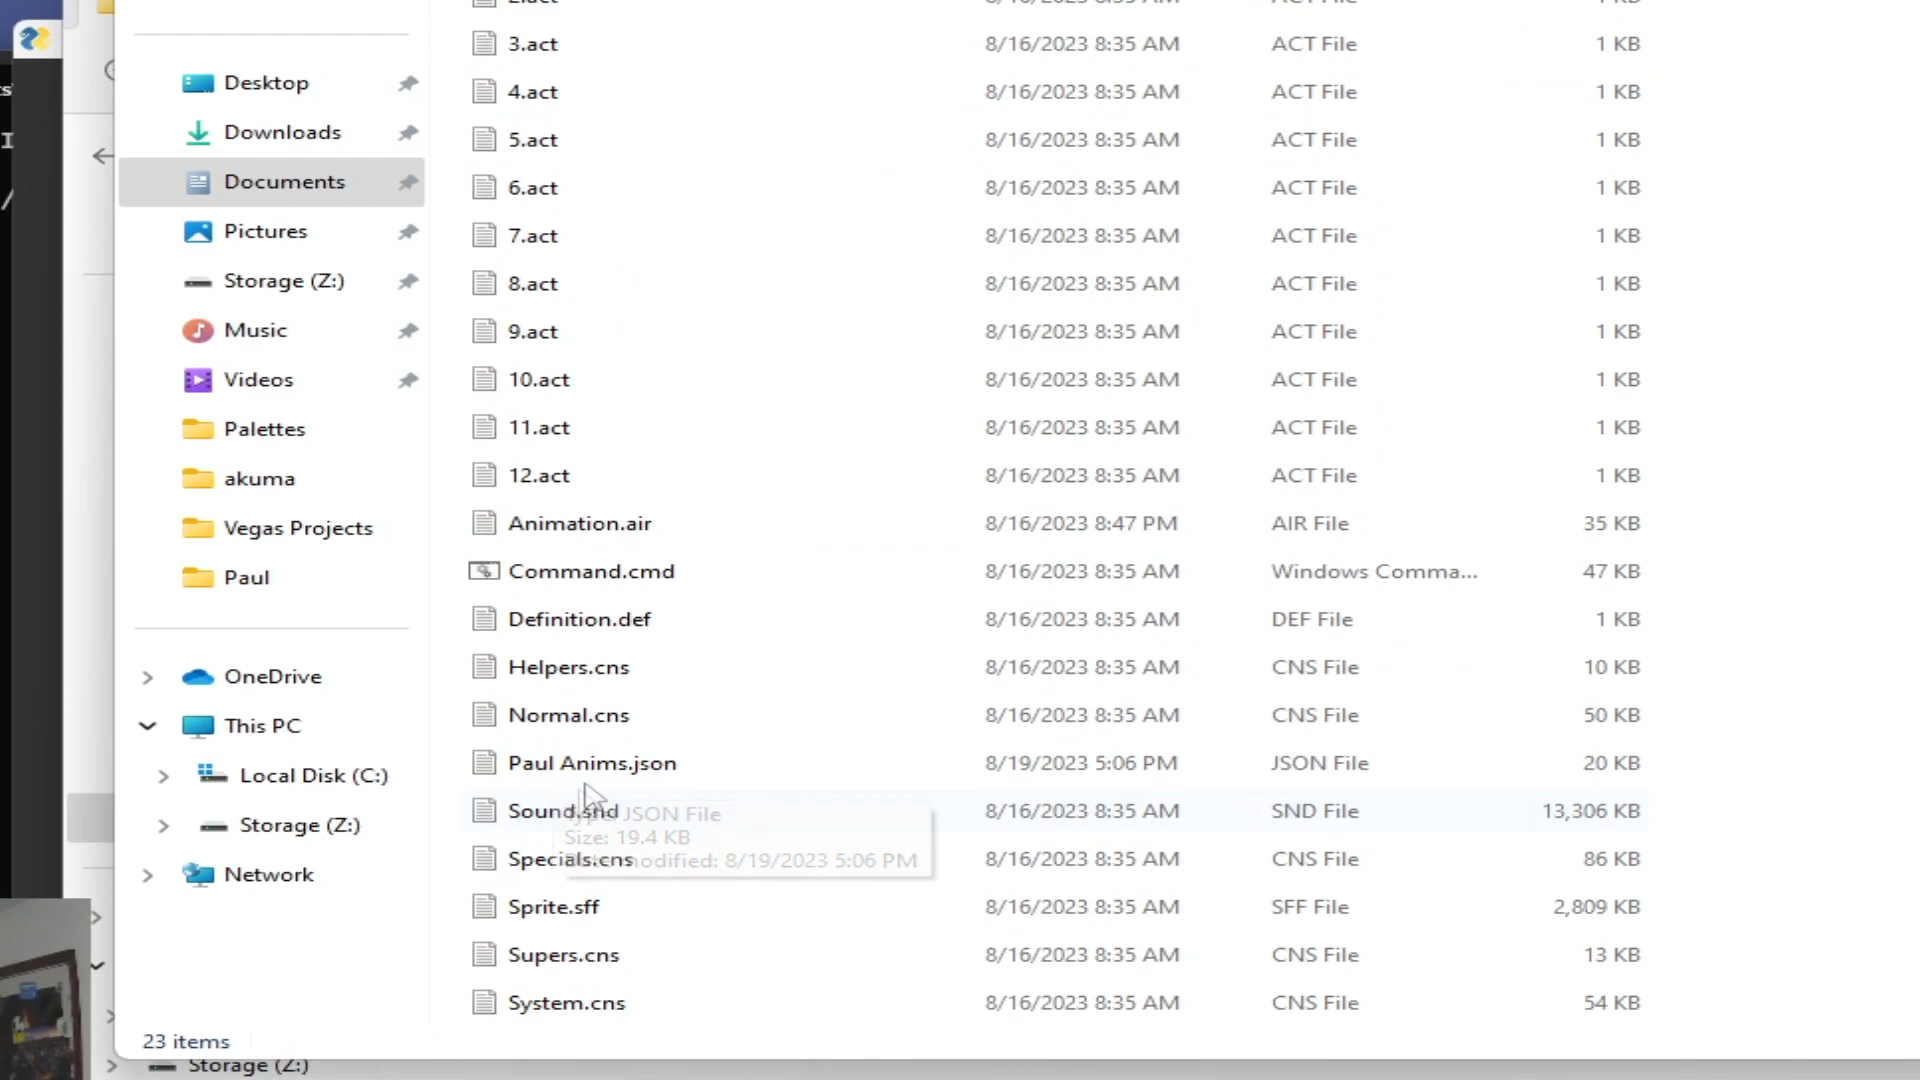 8/16/2023 8:35 AM ACT File 1 KB
3.act 8/16/2023 8:35 AM ACT File 1 KB
Desktop
4.act 8/16/2023 8:35 AM ACT File 1 KB
Downloads
5.act 8/16/2023 8:35 AM ACT File 1 KB
Documents
6.act 8/16/2023 8:35 AM ACT File 1 KB
Pictures
7.act 8/16/2023 8:35 AM ACT File 1 KB
Storage (Z:)
8.act 8/16/2023 8:35 AM ACT File 1 KB
Music
9.act 8/16/2023 8:35 AM ACT File 1 KB
Videos
10.act 8/16/2023 8:35 AM ACT File 1 KB
Palettes
11.act 8/16/2023 8:35 AM ACT File 1 KB
akuma
12.act 8/16/2023 8:35 AM ACT File 1 KB
Vegas Projects
Animation.air 8/16/2023 8:47 PM AIR File 35 KB
Paul
Command.cmd 8/16/2023 8:35 AM Windows Comma... 47 KB
Definition.def 8/16/2023 8:35 AM DEF File 1 KB
OneDrive
Helpers.cns 8/16/2023 8:35 AM CNS File 10 KB
This PC
Normal.cns 8/16/2023 8:35 AM CNS File 50 KB
Local Disk (C:)
Paul Anims.json 8/19/2023 5:06 PM JSON File 20 KB
Storage (Z:)
Sound.snd 8/16/2023 8:35 AM SND File 13,306 KB
Type: JSON File
Size: 19.4 KB
Date modified: 8/19/2023 5:06 PM
Network
Specials.cns 8/16/2023 8:35 AM CNS File 86 KB
Sprite.sff 8/16/2023 8:35 AM SFF File 2,809 KB
Supers.cns 8/16/2023 8:35 AM CNS File 13 KB
System.cns 8/16/2023 8:35 AM CNS File 54 KB
23 items
Storage (Z:)